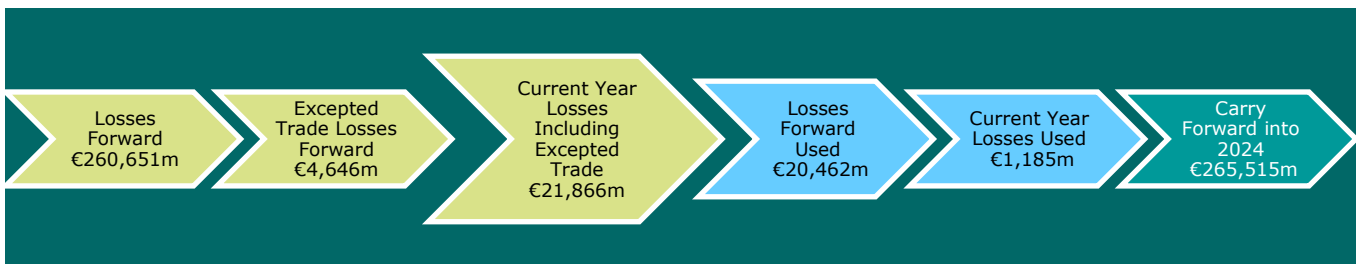 Losses
Forward
€260,651m
Excepted
Trade Losses
Forward
€4,646m
Current Year
Losses
Including
Excepted
Trade
€21,866m
Losses
Forward
Used
€20,462m
Current Year
Losses Used
€1,185m
Carry
Forward into
2024
€265,515m